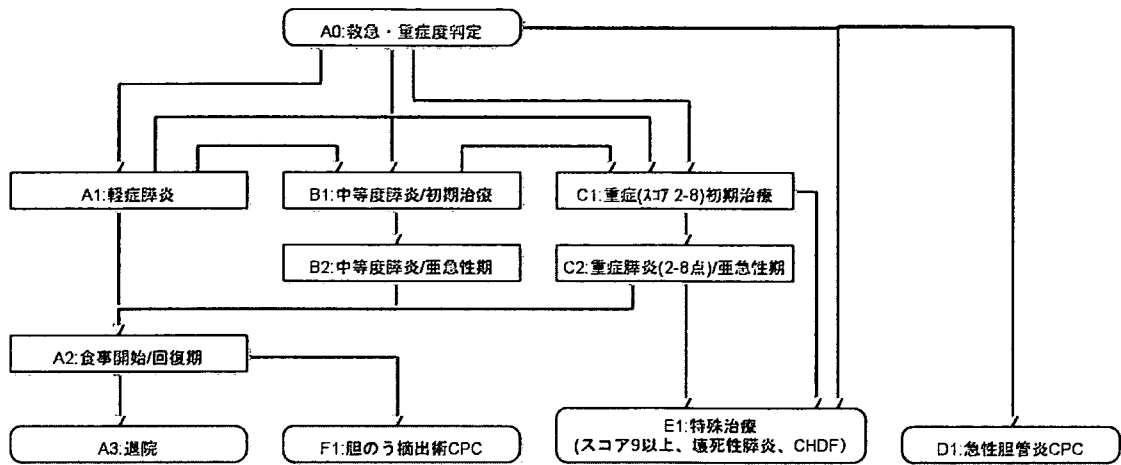 A0:救急・重症度判定
A1:軽症膵炎
B1:中等度膵炎/初期治療
C1:重症(ｽｺｱ 2-8)初期治療
B2:中等度膵炎/亜急性期
C2:重症膵炎(2-8点)/亜急性期
A2:食事開始/回復期
A3:退院
F1:胆のう摘出術CPC
E1:特殊治療
(スコア9以上、壊死性膵炎、CHDF)
D1:急性胆管炎CPC